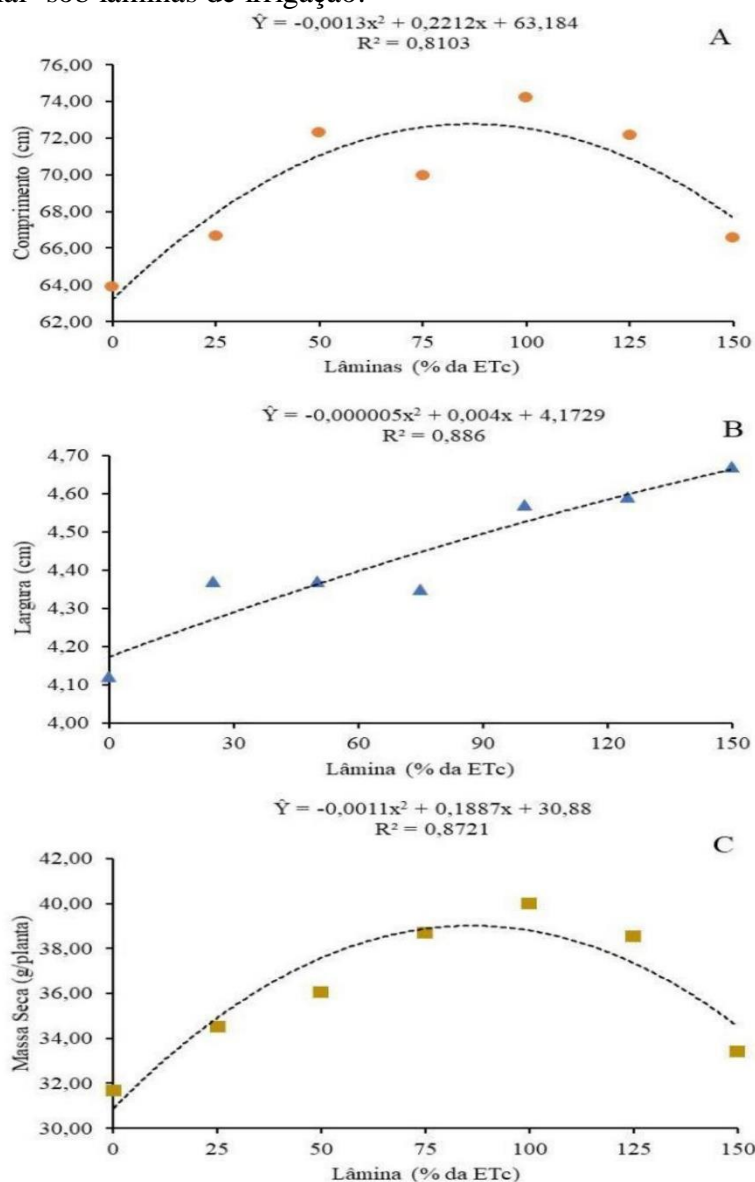 sob lâminas de irrigação.
Ŷ = -0,0013x² + 0,2212x + 63,184
R² = 0,8103
A
76,00
74,00
72,00
70,00
68,00
66,00
64,00
62,00
Comprimento (cm)
0 25 50 75 100 125 150
Lâminas (% da ETc)
Ŷ = -0,000005x² + 0,004x + 4,1729
R² = 0,886
B
4,70
4,60
4,50
4,40
4,30
4,20
4,10
4,00
Largura (cm)
0 30 60 90 120 150
Lâmina (% da ETc)
Ŷ = -0,0011x² + 0,1887x + 30,88
R² = 0,8721
C
42,00
40,00
38,00
36,00
34,00
32,00
30,00
Massa Seca (g/planta)
0 25 50 75 100 125 150
Lâmina (% da ETc)